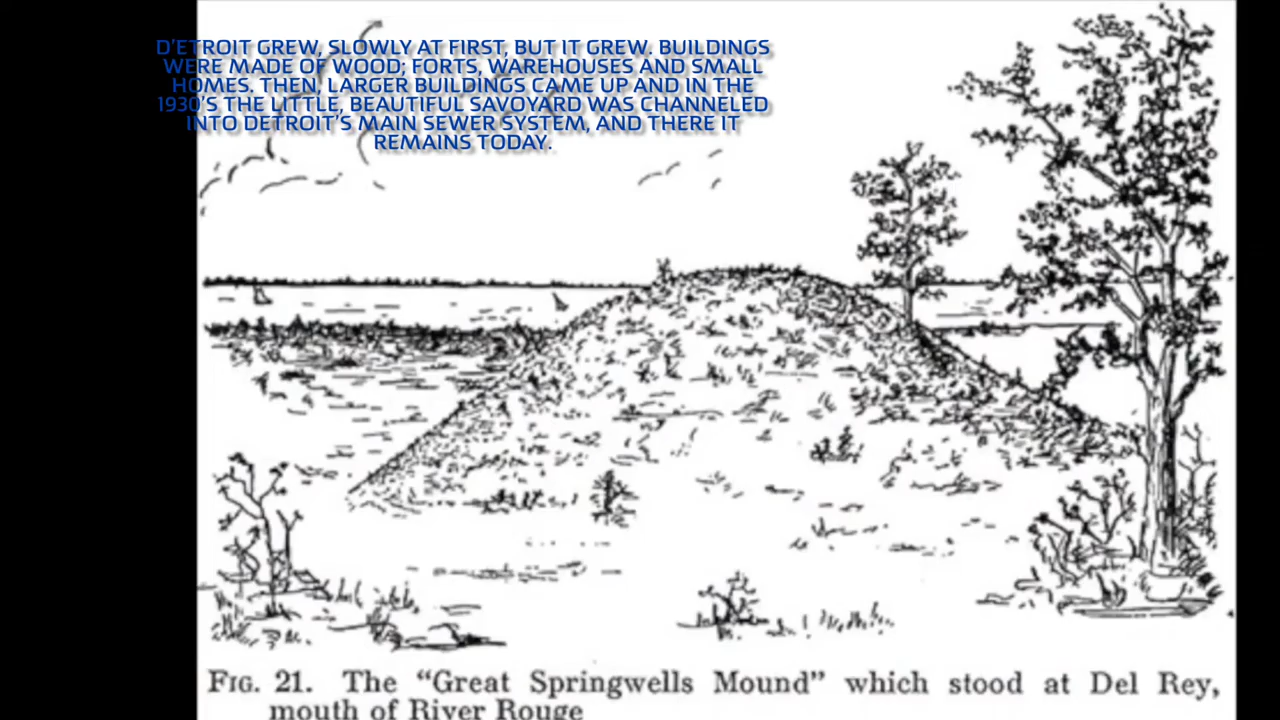 D'ETROIT GREW, SLOWLY AT FIRST, BUT IT GREW. BUILDINGS
WERE MADE OF WOOD; FORTS, WAREHOUSES AND SMALL
HOMES. THEN, LARGER BUILDINGS CAME UP AND IN THE
1930'S THE LITTLE, BEAUTIFUL SAVOYARD WAS CHANNELED
INTO DETROIT'S MAIN SEWER SYSTEM, AND THERE IT
REMAINS TODAY.
FIG. 21. The "Great Springwells Mound" which stood at Del Rey,
mouth of River Rouge